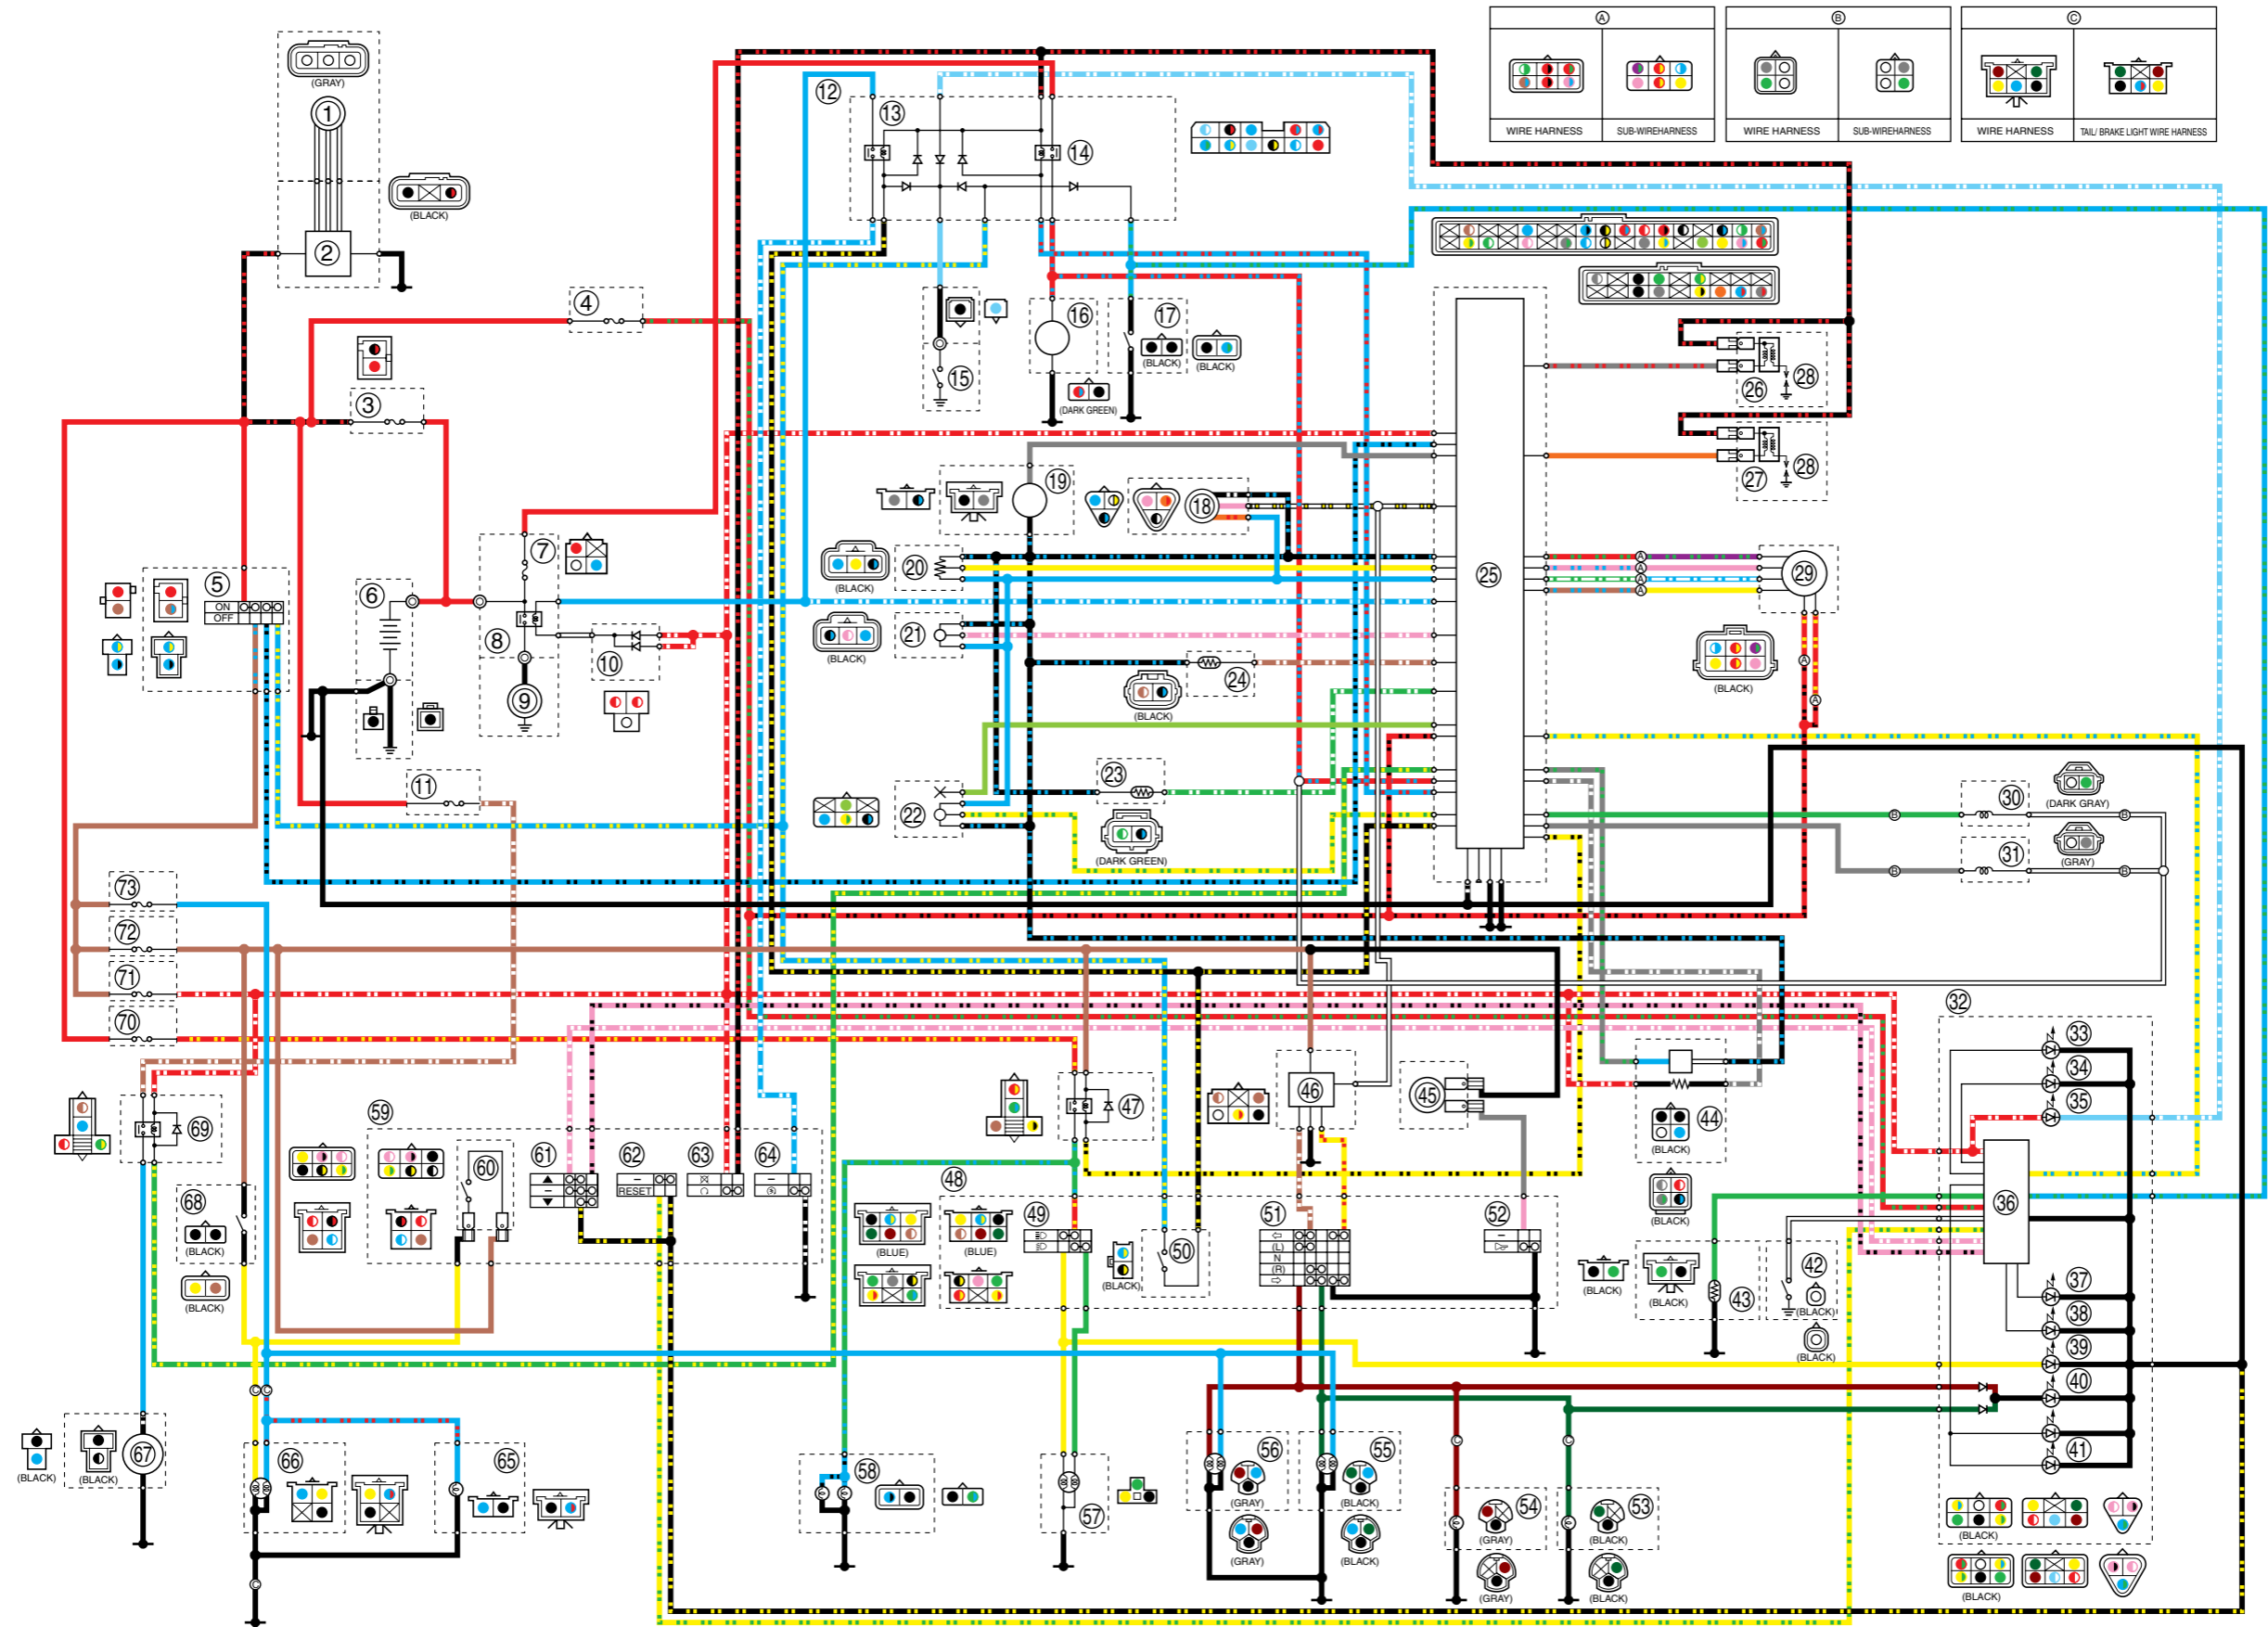 Ⓐ Ⓑ Ⓒ
WIRE HARNESS SUB-WIREHARNESS WIRE HARNESS SUB-WIREHARNESS WIRE HARNESS TAIL/ BRAKE LIGHT WIRE HARNESS
(GRAY)
1
(BLACK)
2
12
13
14
4
3
15
16
17
(BLACK)
(BLACK)
(DARK GREEN)
26
28
27
28
19
18
5
ON
OFF
6
7
8
9
10
11
20
(BLACK)
21
(BLACK)
24
(BLACK)
22
23
(DARK GREEN)
25
A
A
A
A
29
A
A
(BLACK)
30
(DARK GRAY)
B
B
31
(GRAY)
B
B
73
72
71
70
32
33
34
35
36
37
38
39
40
41
(BLACK)
(BLACK)
69
59
60
61
62
RESET
63
64
68
(BLACK)
(BLACK)
47
48
(BLUE)
(BLUE)
49
50
(BLACK)
46
45
51
(L)
N
(R)
52
44
(BLACK)
(BLACK)
43
(BLACK)
(BLACK)
42
(BLACK)
(BLACK)
67
(BLACK)
(BLACK)
C
C
66
65
C
58
57
56
(GRAY)
(GRAY)
55
(BLACK)
(BLACK)
C
C
54
(GRAY)
(GRAY)
53
(BLACK)
(BLACK)